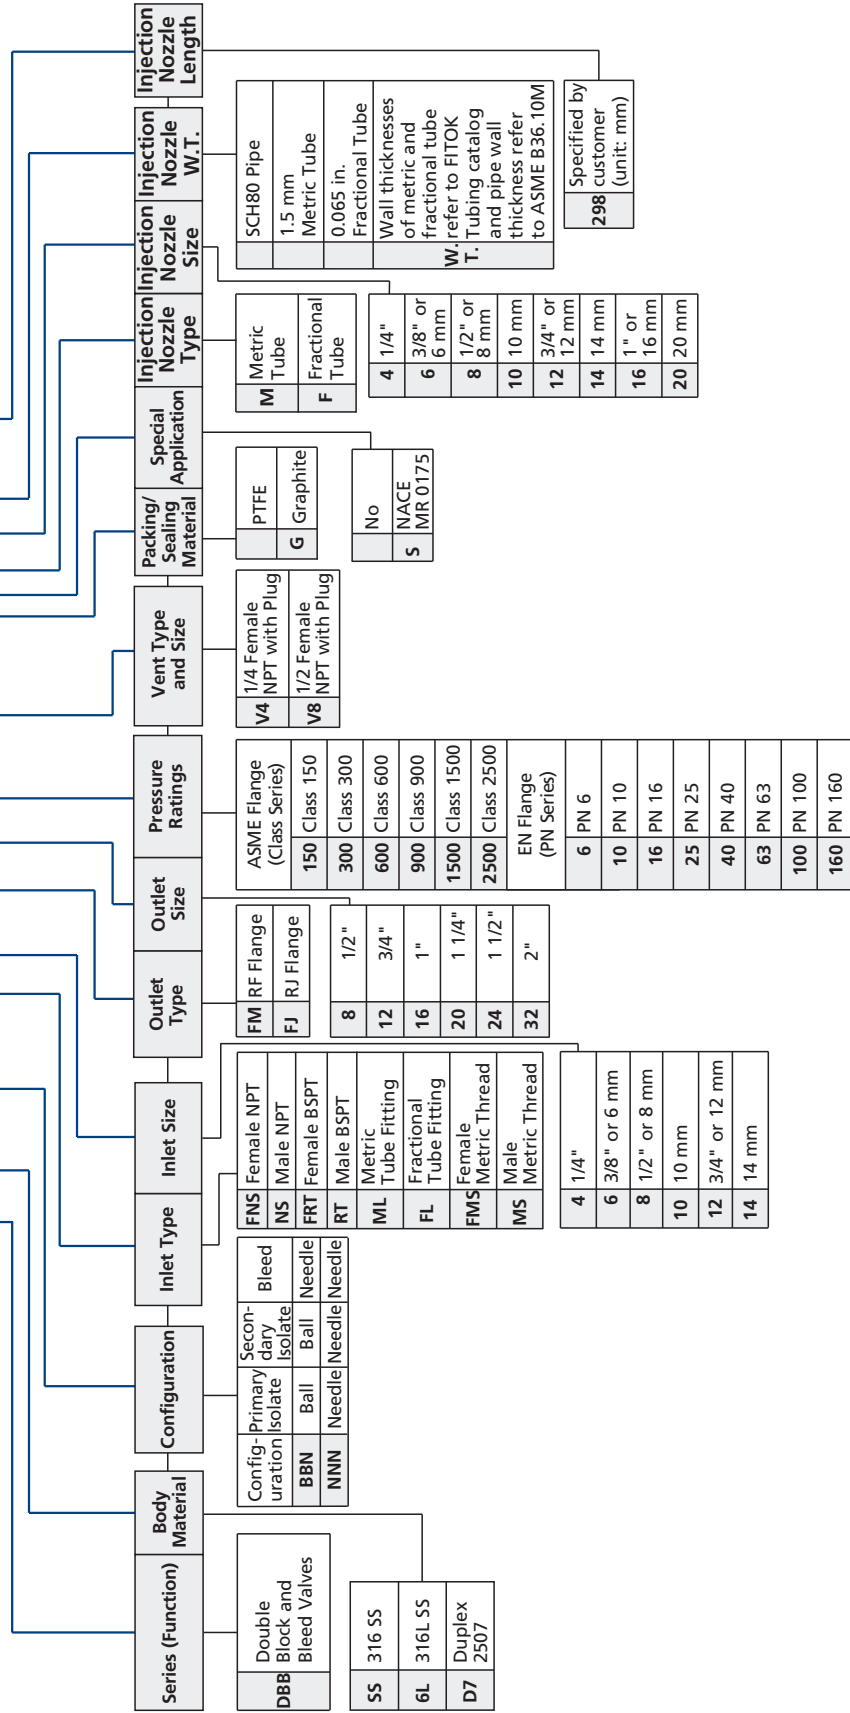 Series (Function)
Body
Material
Configuration
Inlet Type
Inlet Size
Outlet
Type
Outlet
Size
Pressure
Ratings
Vent Type
and Size
Packing/
Sealing
Material
Special
Application
Injection
Nozzle
Type
Injection
Nozzle
Size
Injection
Nozzle
W.T.
Injection
Nozzle
Length
DBB Double
Block and
Bleed Valves
SS 316 SS
6L 316L SS
D7 Duplex
2507
Config-
uration
Primary
Isolate
Secon-
dary
Isolate
Bleed
BBN Ball Ball Needle
NNN Needle Needle Needle
FNS Female NPT
NS Male NPT
FRT Female BSPT
RT Male BSPT
ML Metric
Tube Fitting
FL Fractional
Tube Fitting
FMS Female
Metric Thread
MS Male
Metric Thread
4 1/4"
6 3/8" or 6 mm
8 1/2" or 8 mm
10 10 mm
12 3/4" or 12 mm
14 14 mm
FM RF Flange
FJ RJ Flange
8 1/2"
12 3/4"
16 1"
20 1 1/4"
24 1 1/2"
32 2"
ASME Flange
(Class Series)
150 Class 150
300 Class 300
600 Class 600
900 Class 900
1500 Class 1500
2500 Class 2500
EN Flange
(PN Series)
6 PN 6
10 PN 10
16 PN 16
25 PN 25
40 PN 40
63 PN 63
100 PN 100
160 PN 160
V4 1/4 Female
NPT with Plug
V8 1/2 Female
NPT with Plug
PTFE
G Graphite
No
S NACE
MR 0175
M Metric
Tube
F Fractional
Tube
4 1/4"
6 3/8" or
6 mm
8 1/2" or
8 mm
10 10 mm
12 3/4" or
12 mm
14 14 mm
16 1" or
16 mm
20 20 mm
SCH80 Pipe
1.5 mm
Metric Tube
0.065 in.
Fractional Tube
W.
T.
Wall thicknesses
of metric and
fractional tube
refer to FITOK
Tubing catalog
and pipe wall
thickness refer
to ASME B36.10M
298 Specified by
customer
(unit: mm)